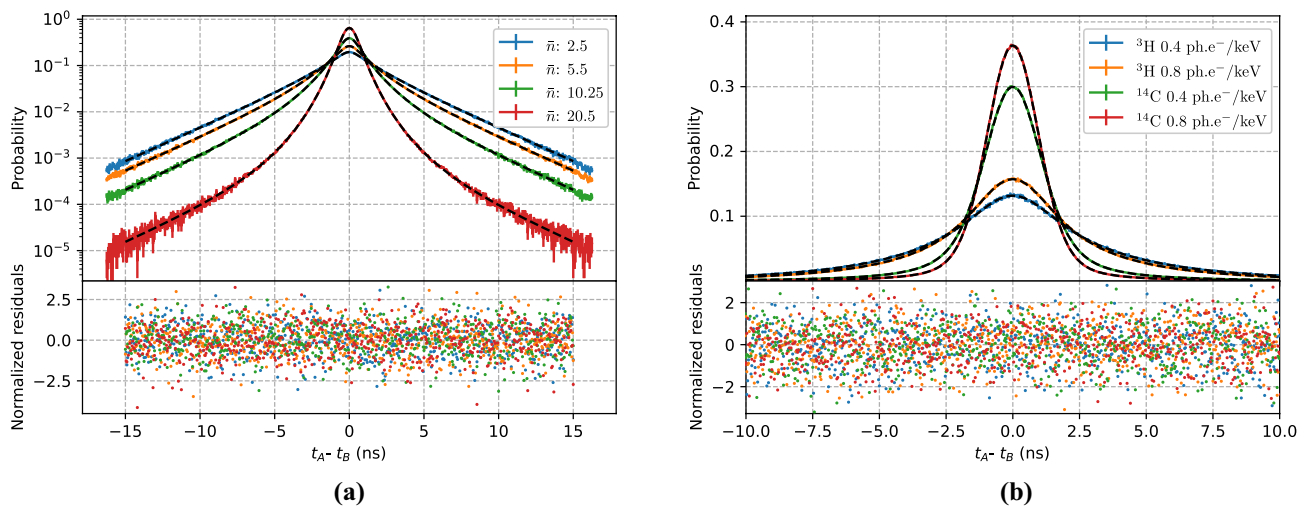 10⁰
10⁻¹
10⁻²
10⁻³
10⁻⁴
10⁻⁵
Probability
n̄: 2.5
n̄: 5.5
n̄: 10.25
n̄: 20.5
2.5
0.0
−2.5
Normalized residuals
−15 −10 −5 0 5 10 15
t_A- t_B (ns)
(a)
0.4
0.3
0.2
0.1
Probability
³H 0.4 ph.e⁻/keV
³H 0.8 ph.e⁻/keV
¹⁴C 0.4 ph.e⁻/keV
¹⁴C 0.8 ph.e⁻/keV
2
0
−2
Normalized residuals
−10.0 −7.5 −5.0 −2.5 0.0 2.5 5.0 7.5 10.0
t_A- t_B (ns)
(b)